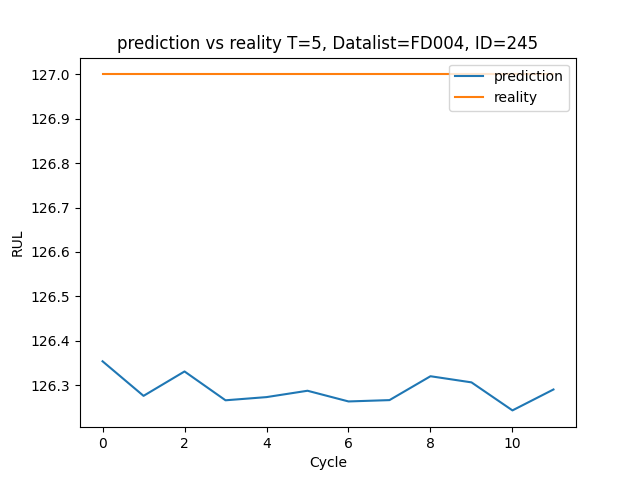 prediction vs reality T=5, Datalist=FD004, ID=245
127.0
126.9
126.8
126.7
126.6
126.5
126.4
126.3
RUL
prediction
reality
0 2 4 6 8 10
Cycle